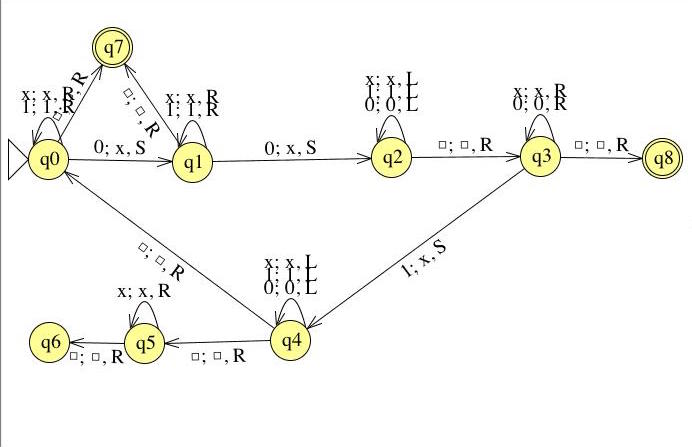 q7
□; □, R
□; □, R
x; x, R
1; 1, R
x; x, R
1; 1, R
x; x, L
1; 1, L
0; 0, L
x; x, R
0; 0, R
q0
0; x, S
q1
0; x, S
q2
□; □, R
q3
□; □, R
q8
□; □, R
1; x, S
x; x, L
1; 1, L
0; 0, L
x; x, R
q6
□; □, R
q5
□; □, R
q4